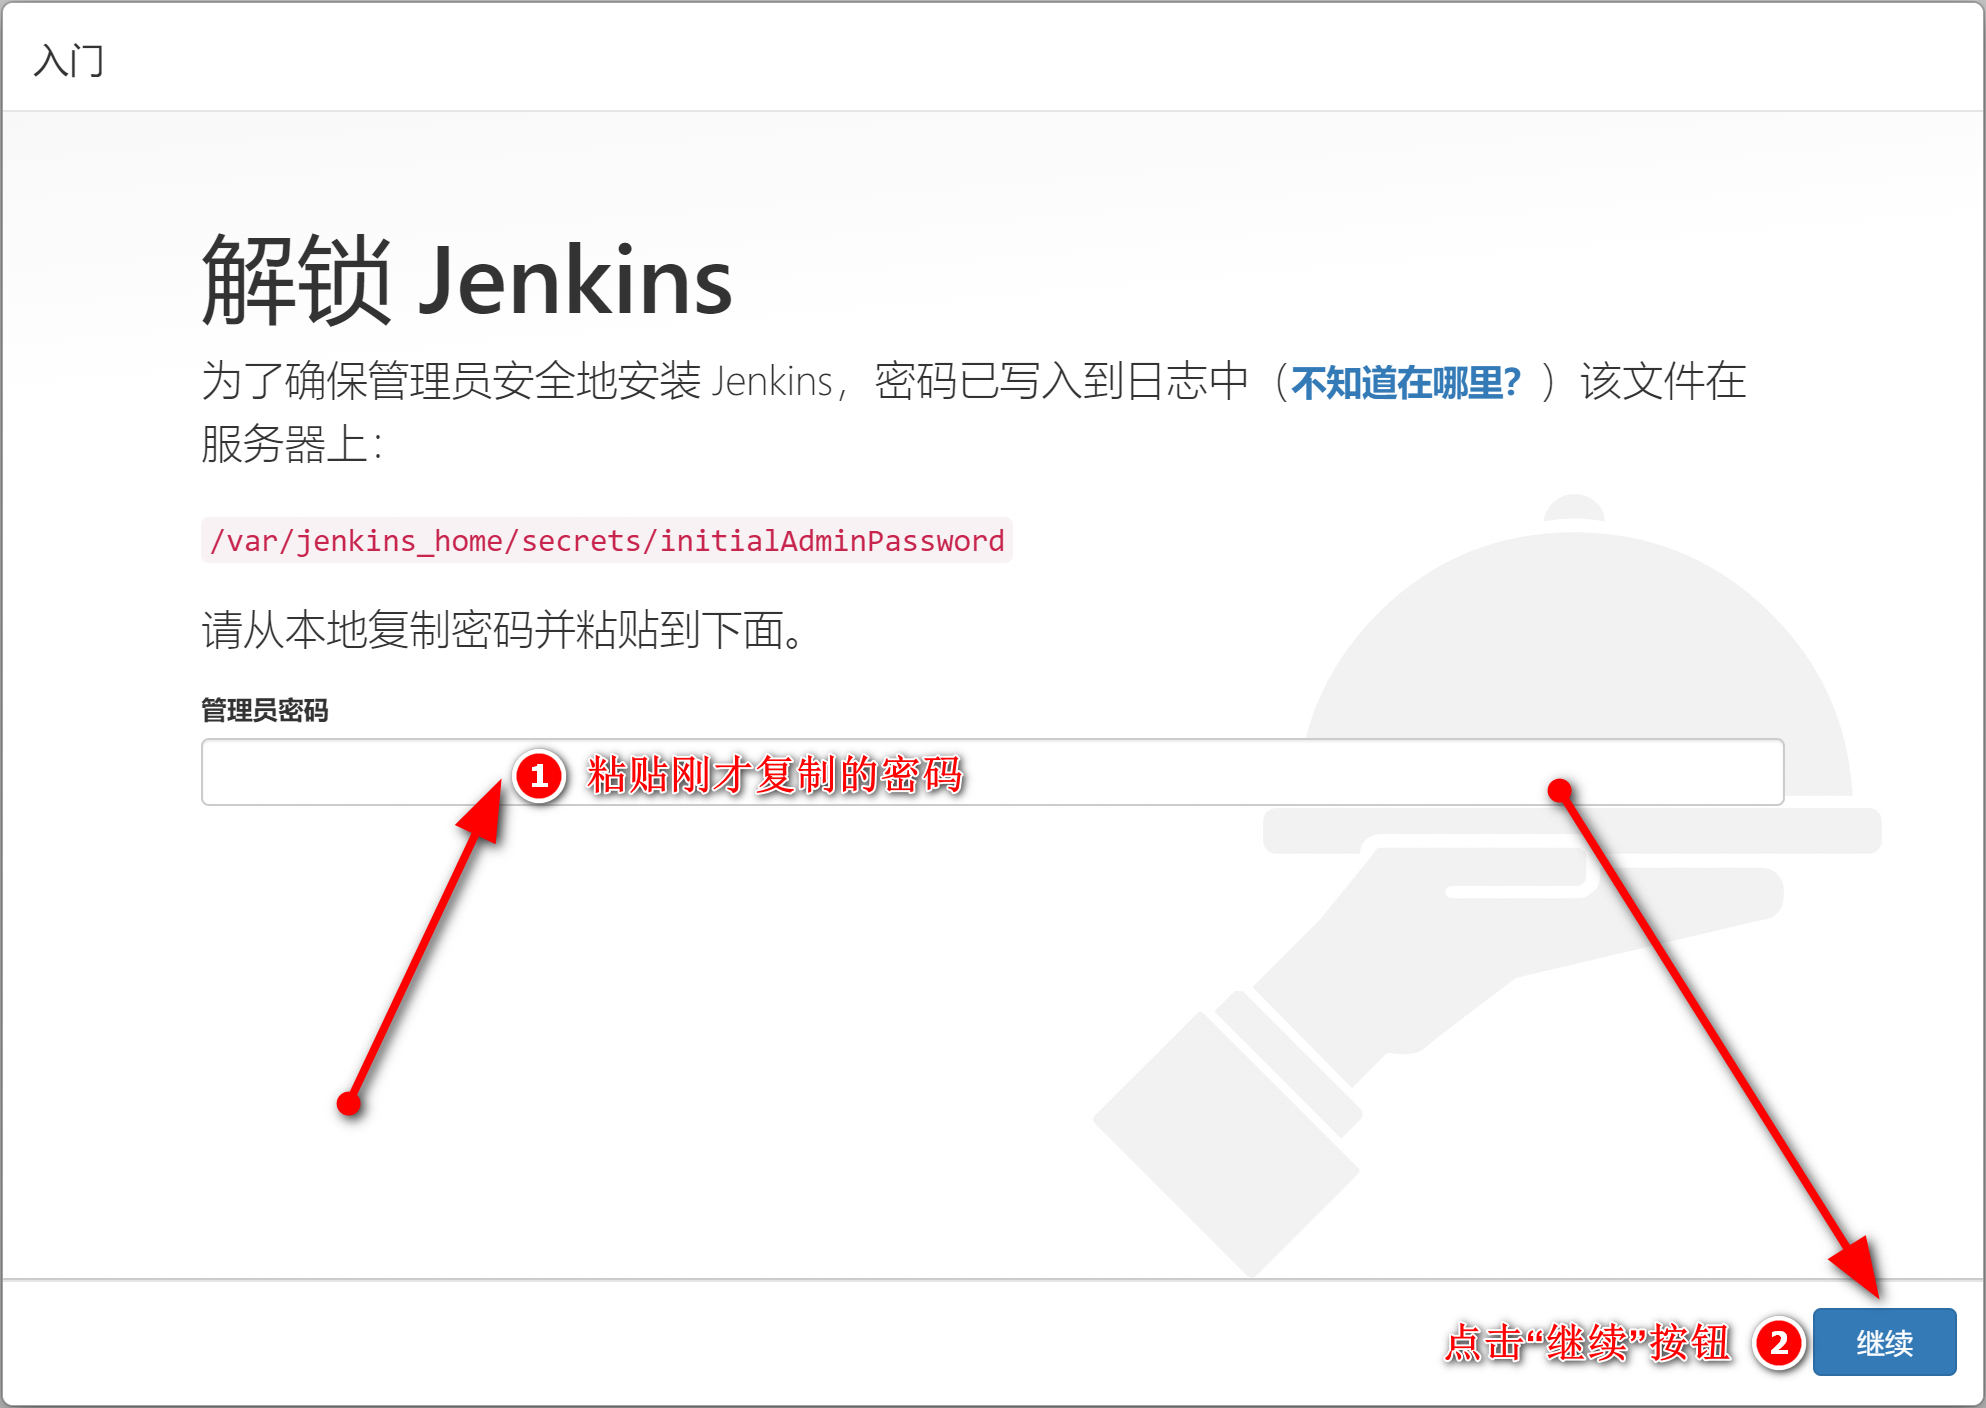 入门
解锁 Jenkins
为了确保管理员安全地安装 Jenkins，密码已写入到日志中（不知道在哪里？）该文件在
服务器上：
/var/jenkins_home/secrets/initialAdminPassword
请从本地复制密码并粘贴到下面。
管理员密码
1 粘贴刚才复制的密码
点击“继续”按钮 2 继续